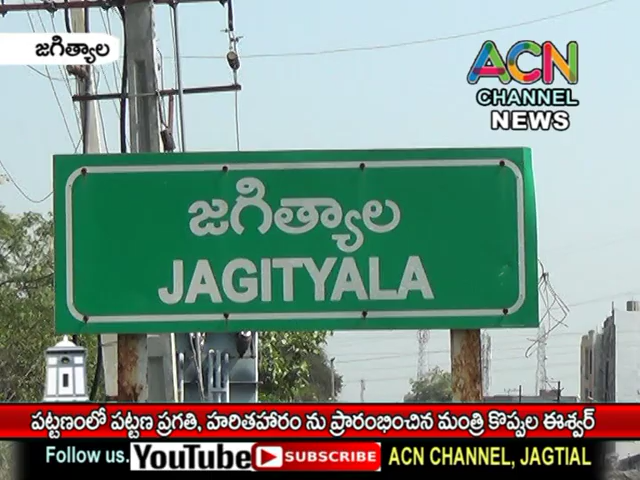 జగిత్యాల
ACN
CHANNEL
NEWS
జగిత్యాల
JAGITYALA
పట్టణంలో పట్టణ ప్రగతి, హరితహారం ను ప్రారంభించిన మంత్రి కొప్పుల ఈశ్వర్
Follow us. YouTube SUBSCRIBE ACN CHANNEL, JAGTIAL